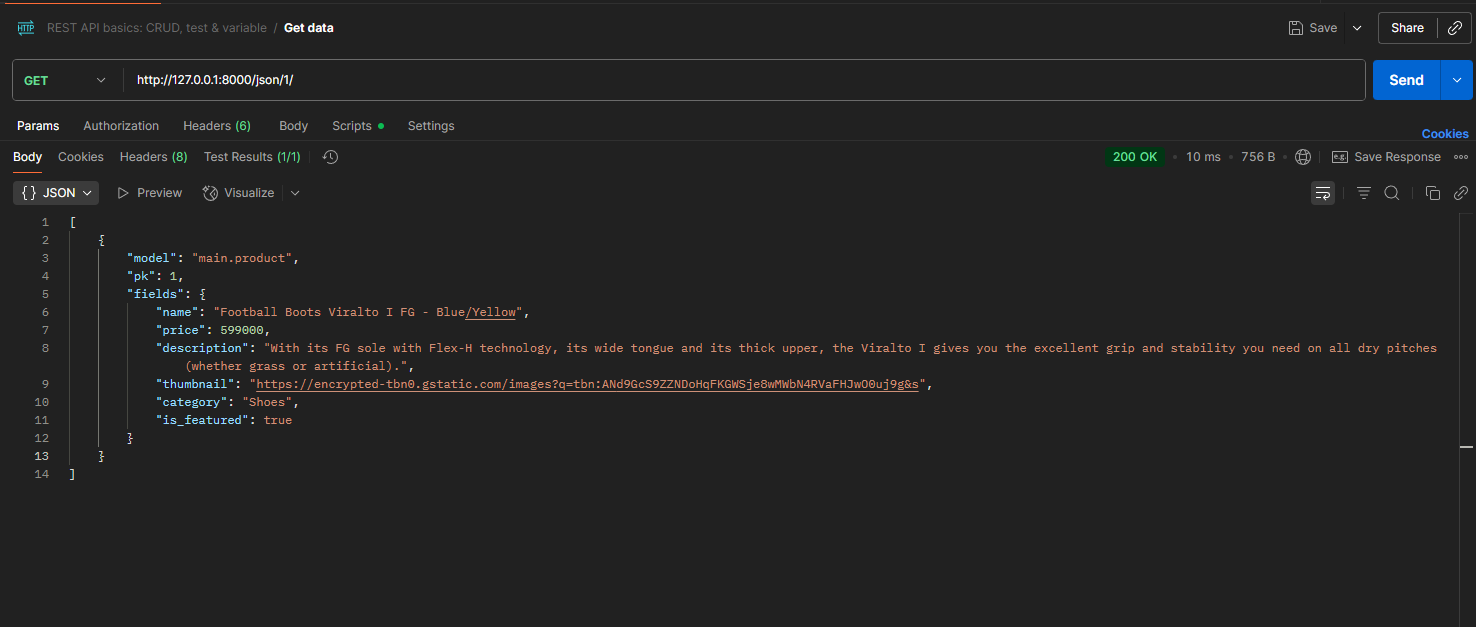 HTTP REST API basics: CRUD, test & variable / Get data Save Share
GET http://127.0.0.1:8000/json/1/ Send
Params Authorization Headers (6) Body Scripts Settings
Cookies
Body Cookies Headers (8) Test Results (1/1) 200 OK 10 ms 756 B e.g. Save Response
{} JSON Preview Visualize
1 [
2 {
3 "model": "main.product",
4 "pk": 1,
5 "fields": {
6 "name": "Football Boots Viralto I FG - Blue/Yellow",
7 "price": 599000,
8 "description": "With its FG sole with Flex-H technology, its wide tongue and its thick upper, the Viralto I gives you the excellent grip and stability you need on all dry pitches
(whether grass or artificial).",
9 "thumbnail": "https://encrypted-tbn0.gstatic.com/images?q=tbn:ANd9GcS9ZZNDoHqFKGWSje8wMWbN4RVaFHJwO0uj9g&s",
10 "category": "Shoes",
11 "is_featured": true
12 }
13 }
14 ]